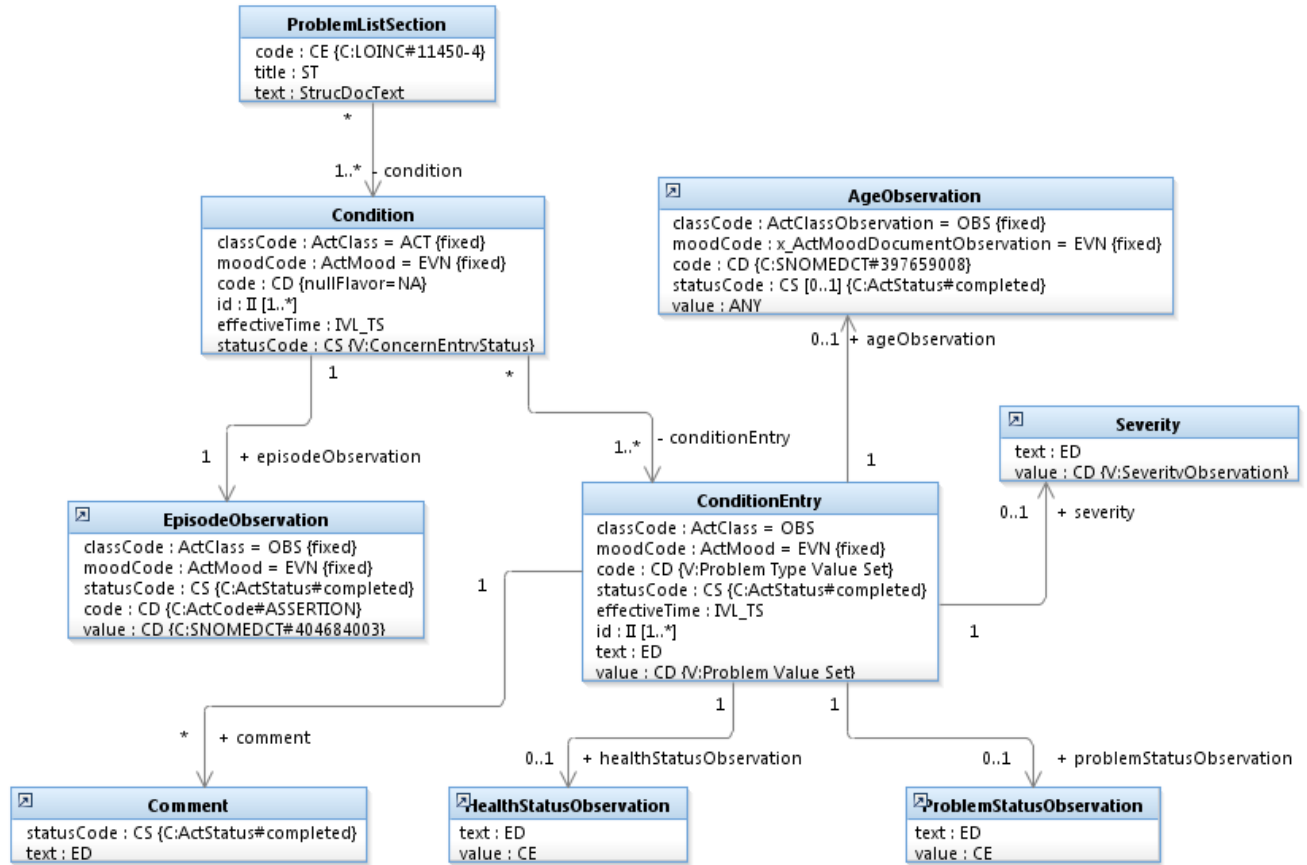 ProblemListSection
code : CE {C:LOINC#11450-4}
title : ST
text : StrucDocText
*
1..* - condition
Condition
classCode : ActClass = ACT {fixed}
moodCode : ActMood = EVN {fixed}
code : CD {nullFlavor=NA}
id : II [1..*]
effectiveTime : IVL_TS
statusCode : CS {V:ConcernEntryStatus}
AgeObservation
classCode : ActClassObservation = OBS {fixed}
moodCode : x_ActMoodDocumentObservation = EVN {fixed}
code : CD {C:SNOMEDCT#397659008}
statusCode : CS [0..1] {C:ActStatus#completed}
value : ANY
0..1 + ageObservation
1
*
1 + episodeObservation
1..* - conditionEntry
1
Severity
text : ED
value : CD {V:SeverityObservation}
0..1 + severity
EpisodeObservation
classCode : ActClass = OBS {fixed}
moodCode : ActMood = EVN {fixed}
statusCode : CS {C:ActStatus#completed}
code : CD {C:ActCode#ASSERTION}
value : CD {C:SNOMEDCT#404684003}
ConditionEntry
classCode : ActClass = OBS
moodCode : ActMood = EVN {fixed}
code : CD {V:Problem Type Value Set}
statusCode : CS {C:ActStatus#completed}
effectiveTime : IVL_TS
id : II [1..*]
text : ED
value : CD {V:Problem Value Set}
1
1
1
1
* + comment
0..1 + healthStatusObservation
0..1 + problemStatusObservation
Comment
statusCode : CS {C:ActStatus#completed}
text : ED
HealthStatusObservation
text : ED
value : CE
ProblemStatusObservation
text : ED
value : CE